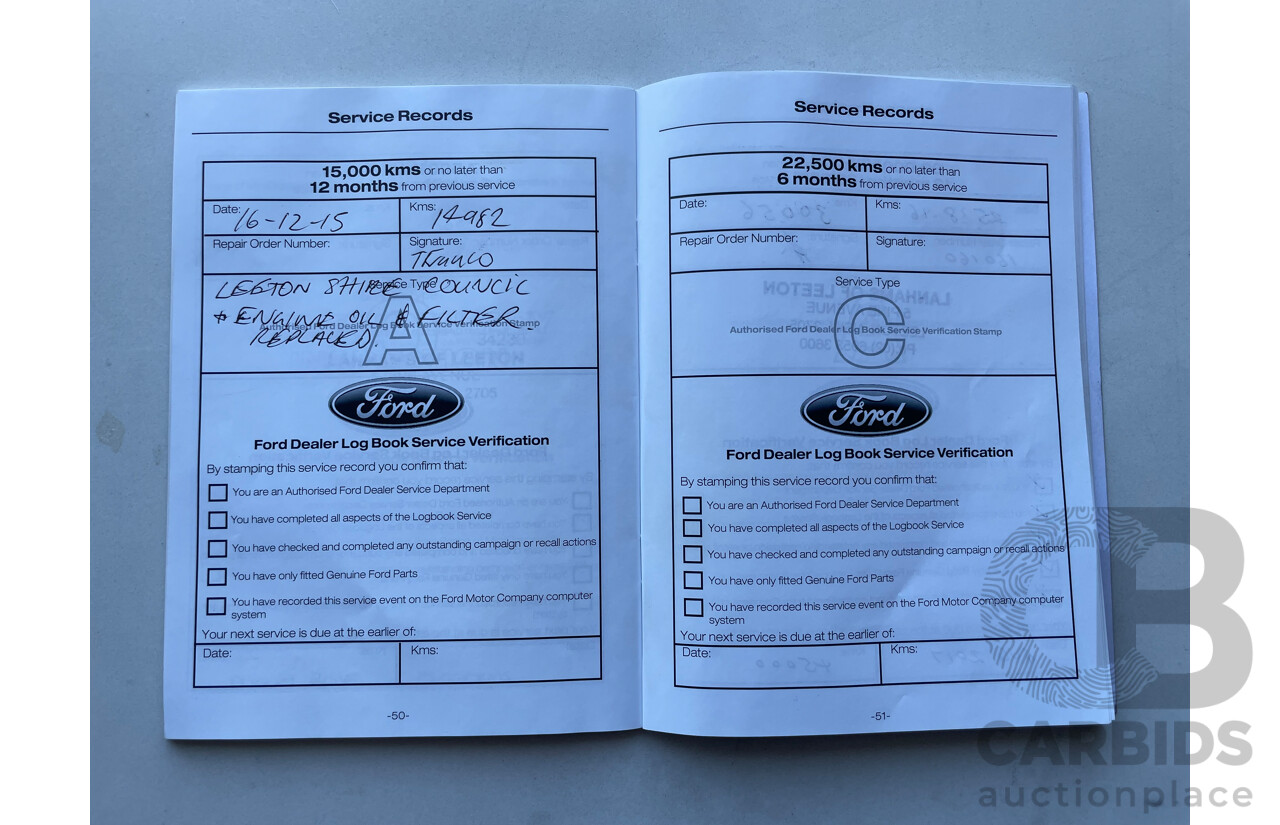 Service Records
15,000 kms or no later than
12 months from previous service
Date: 16-12-15
Kms: 14982
Repair Order Number:
Signature:
Service Type
LEETON SHIRE COUNCIL
A
Authorised Ford Dealer Log Book Service Verification Stamp
* ENGINE OIL & FILTER
REPLACED.
Ford
Ford Dealer Log Book Service Verification
By stamping this service record you confirm that:
You are an Authorised Ford Dealer Service Department
You have completed all aspects of the Logbook Service
You have checked and completed any outstanding campaign or recall actions
You have only fitted Genuine Ford Parts
You have recorded this service event on the Ford Motor Company computer
system
Your next service is due at the earlier of:
Date:
Kms:
-50-
Service Records
22,500 kms or no later than
6 months from previous service
Date:
Kms:
Repair Order Number:
Signature:
Service Type
C
Authorised Ford Dealer Log Book Service Verification Stamp
Ford
Ford Dealer Log Book Service Verification
By stamping this service record you confirm that:
You are an Authorised Ford Dealer Service Department
You have completed all aspects of the Logbook Service
You have checked and completed any outstanding campaign or recall actions
You have only fitted Genuine Ford Parts
You have recorded this service event on the Ford Motor Company computer
system
Your next service is due at the earlier of:
Date:
Kms:
-51-
CB
CARBIDS
auctionplace